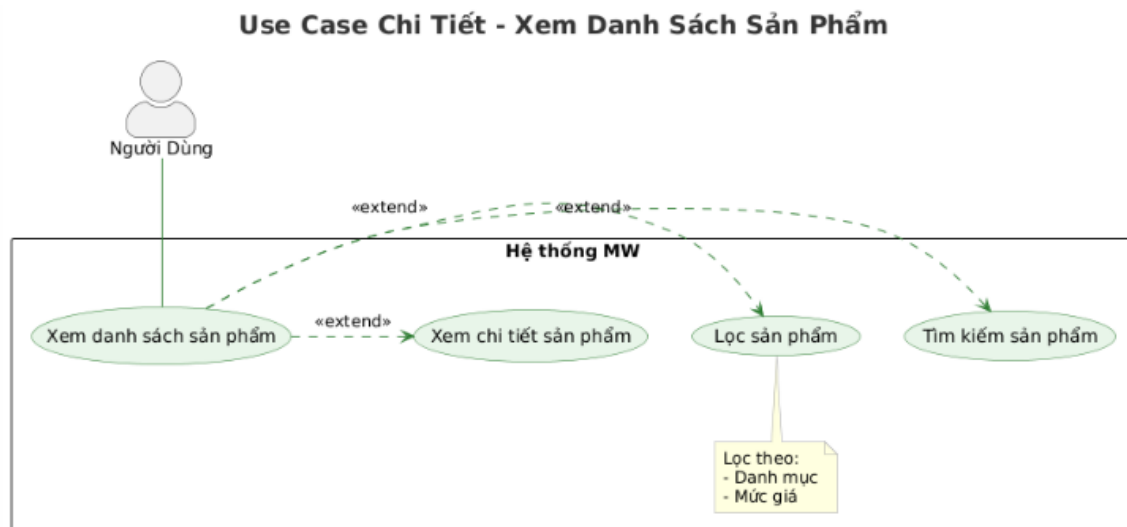 Use Case Chi Tiết - Xem Danh Sách Sản Phẩm
Người Dùng
«extend»
«extend»
Hệ thống MW
Xem danh sách sản phẩm
«extend»
Xem chi tiết sản phẩm
Lọc sản phẩm
Tìm kiếm sản phẩm
Lọc theo:
- Danh mục
- Mức giá